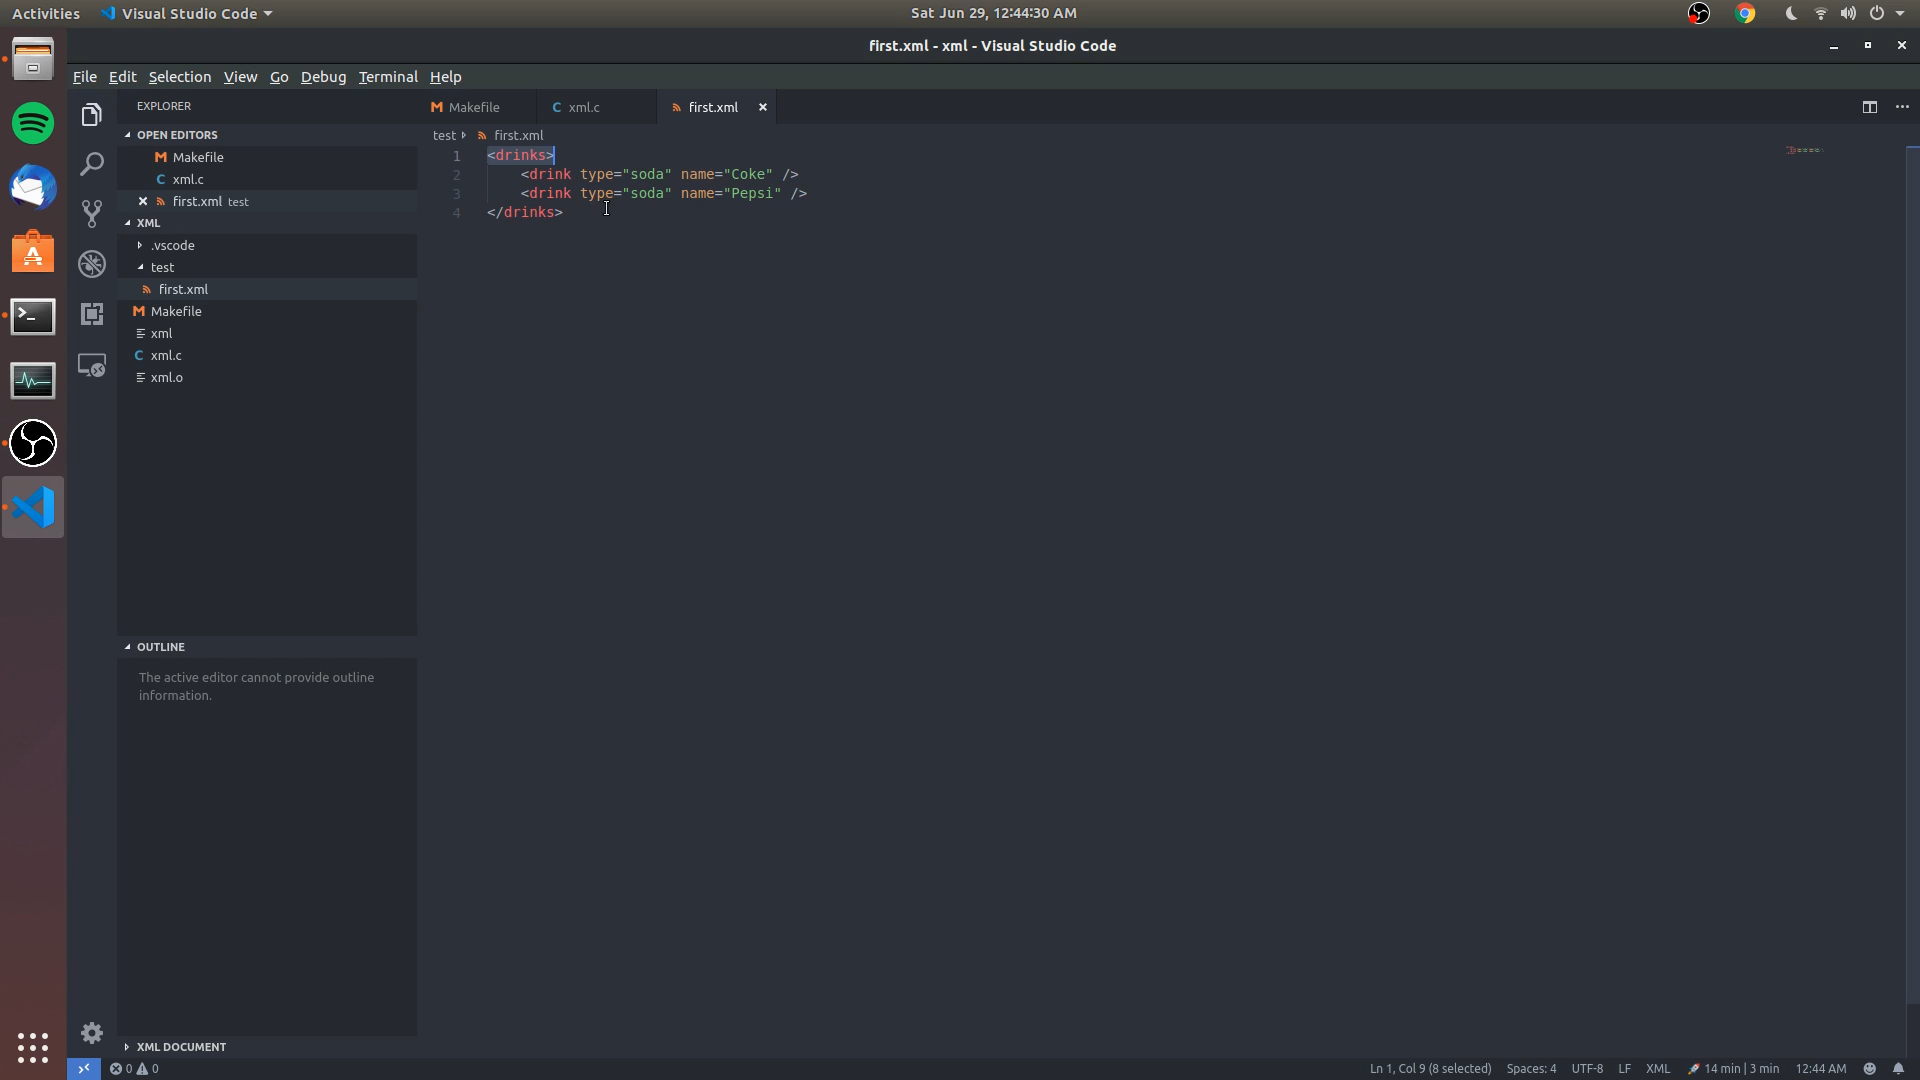 Activities Visual Studio Code Sat Jun 29, 12:44:30 AM
first.xml - xml - Visual Studio Code
File Edit Selection View Go Debug Terminal Help
EXPLORER
OPEN EDITORS
Makefile
xml.c
first.xml test
XML
.vscode
test
first.xml
Makefile
xml
xml.c
xml.o
OUTLINE
The active editor cannot provide outline
information.
XML DOCUMENT
Makefile xml.c first.xml
test first.xml
1 <drinks>
2 <drink type="soda" name="Coke" />
3 <drink type="soda" name="Pepsi" />
4 </drinks>
0 0 Ln 1, Col 9 (8 selected) Spaces: 4 UTF-8 LF XML 14 min | 3 min 12:44 AM